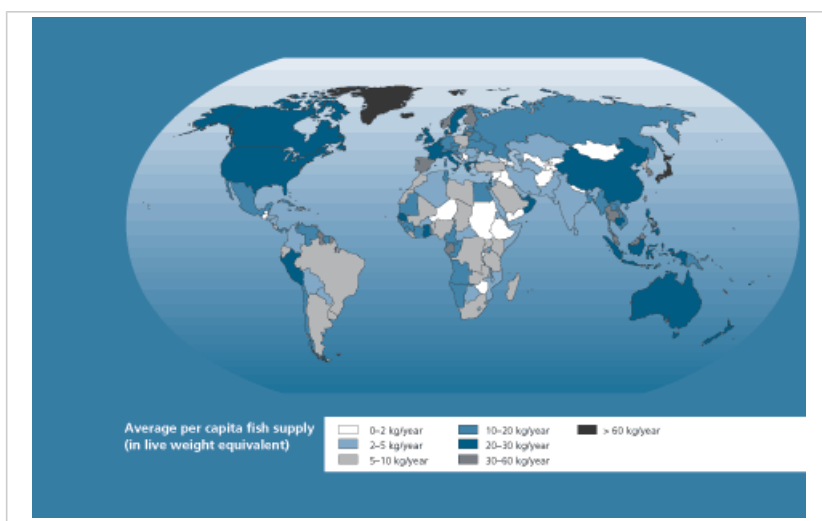 Average per capita fish supply
(in live weight equivalent)
0–2 kg/year
2–5 kg/year
5–10 kg/year
10–20 kg/year
20–30 kg/year
30–60 kg/year
> 60 kg/year